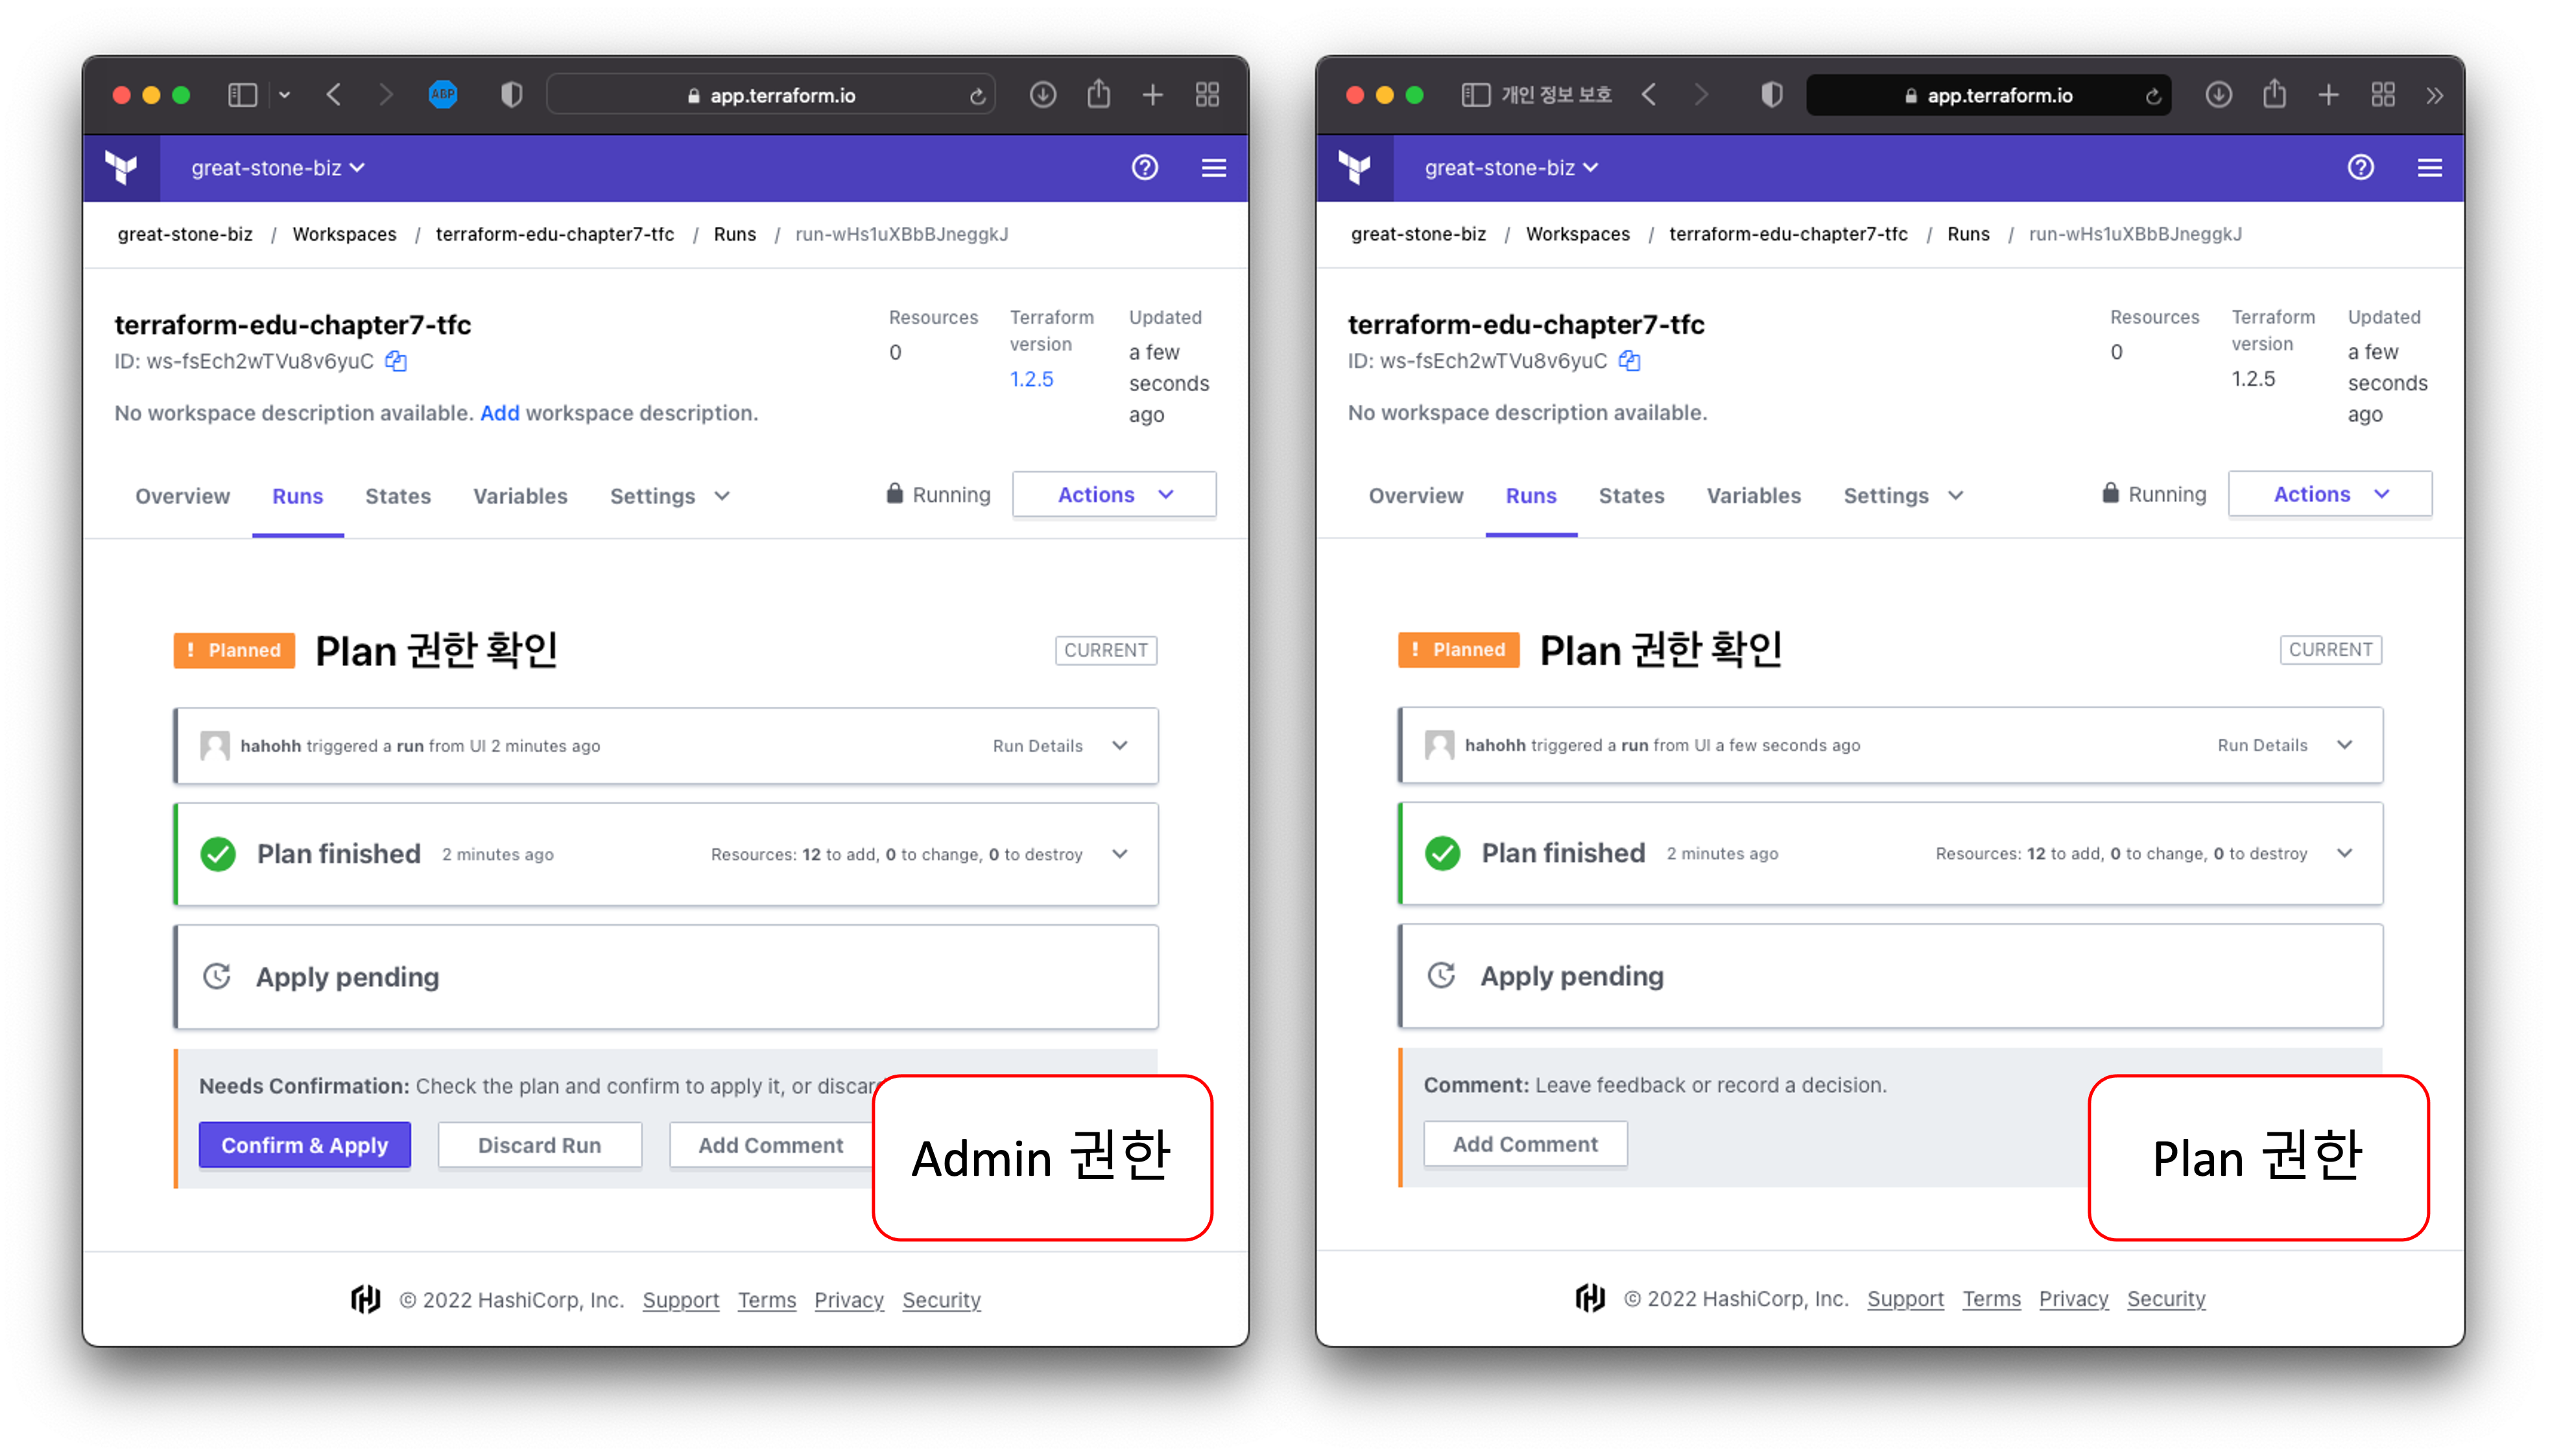 ABP
app.terraform.io
great-stone-biz
great-stone-biz / Workspaces / terraform-edu-chapter7-tfc / Runs / run-wHs1uXBbBJneggkJ
terraform-edu-chapter7-tfc
ID: ws-fsEch2wTVu8v6yuC
No workspace description available. Add workspace description.
Resources
0
Terraform
version
1.2.5
Updated
a few
seconds
ago
Overview Runs States Variables Settings
Running
Actions
! Planned
Plan 권한 확인
CURRENT
hahohh triggered a run from UI 2 minutes ago
Run Details
Plan finished 2 minutes ago
Resources: 12 to add, 0 to change, 0 to destroy
Apply pending
Needs Confirmation: Check the plan and confirm to apply it, or discar
Confirm & Apply
Discard Run
Add Comment
Admin 권한
© 2022 HashiCorp, Inc. Support Terms Privacy Security
개인 정보 보호
app.terraform.io
great-stone-biz
great-stone-biz / Workspaces / terraform-edu-chapter7-tfc / Runs / run-wHs1uXBbBJneggkJ
terraform-edu-chapter7-tfc
ID: ws-fsEch2wTVu8v6yuC
No workspace description available.
Resources
0
Terraform
version
1.2.5
Updated
a few
seconds
ago
Overview Runs States Variables Settings
Running
Actions
! Planned
Plan 권한 확인
CURRENT
hahohh triggered a run from UI a few seconds ago
Run Details
Plan finished 2 minutes ago
Resources: 12 to add, 0 to change, 0 to destroy
Apply pending
Comment: Leave feedback or record a decision.
Add Comment
Plan 권한
© 2022 HashiCorp, Inc. Support Terms Privacy Security